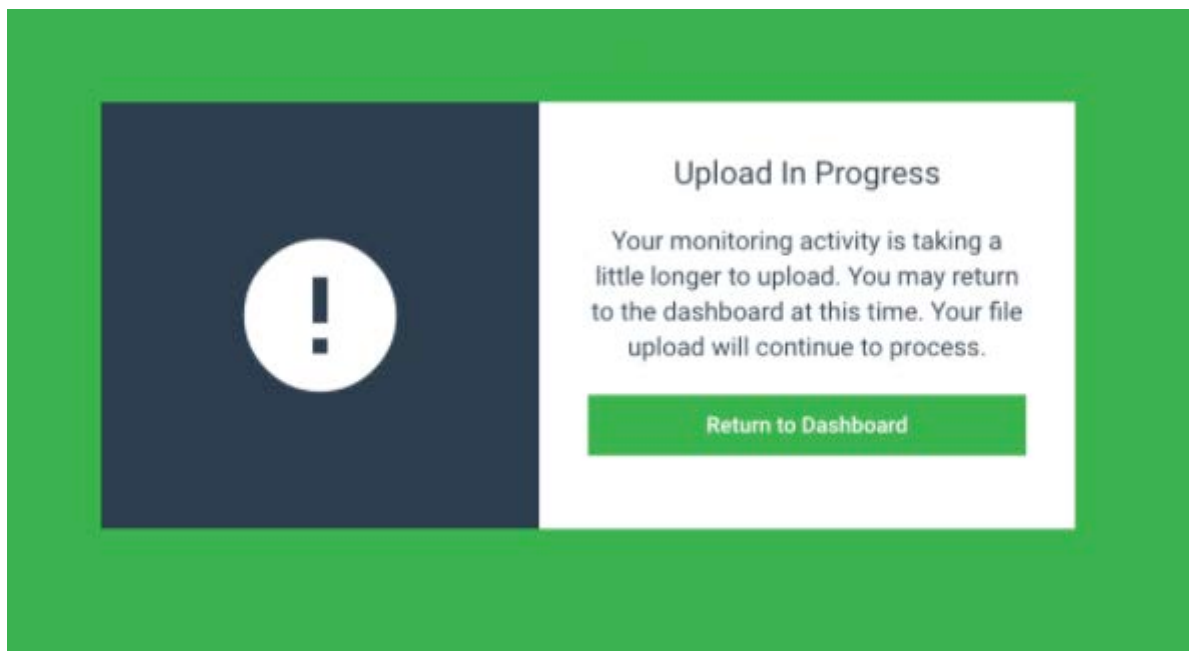 Upload In Progress
Your monitoring activity is taking a
little longer to upload. You may return
to the dashboard at this time. Your file
upload will continue to process.
Return to Dashboard